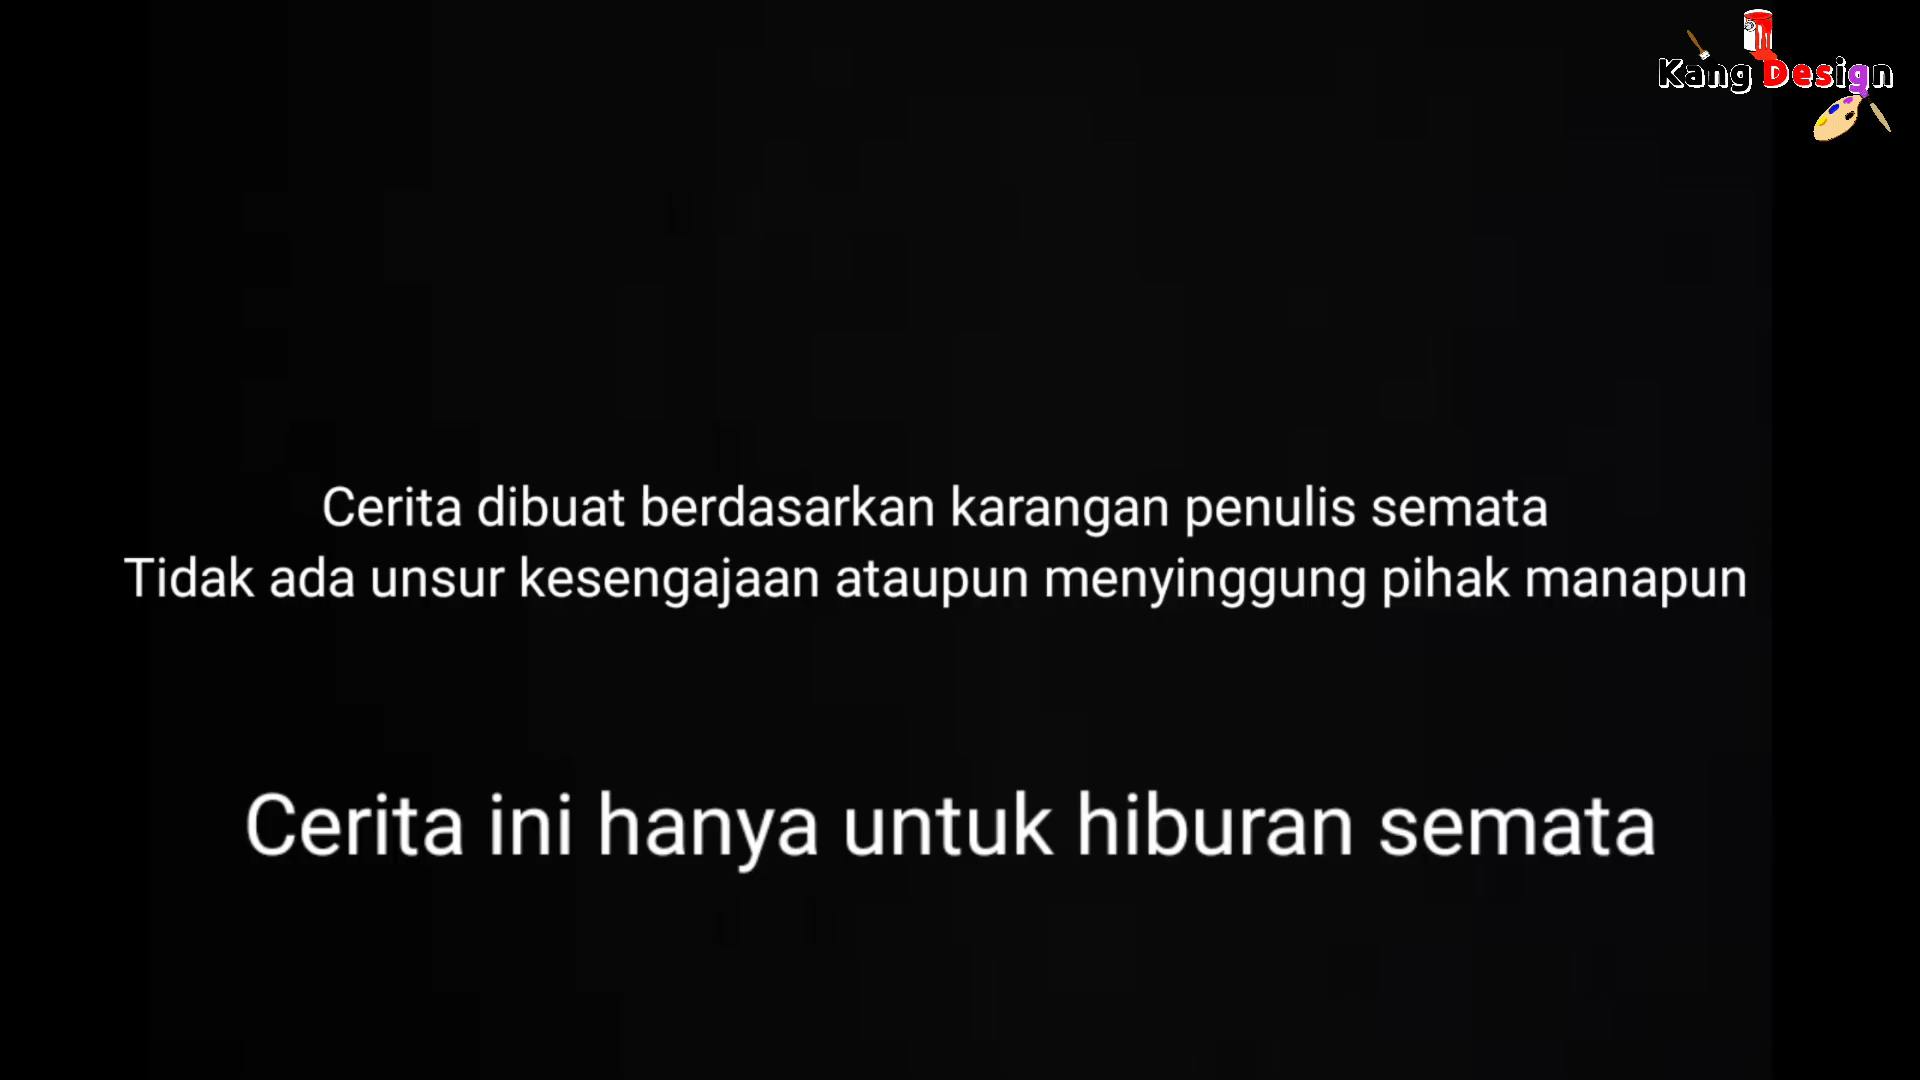 Kang Design
Cerita dibuat berdasarkan karangan penulis semata
Tidak ada unsur kesengajaan ataupun menyinggung pihak manapun
Cerita ini hanya untuk hiburan semata